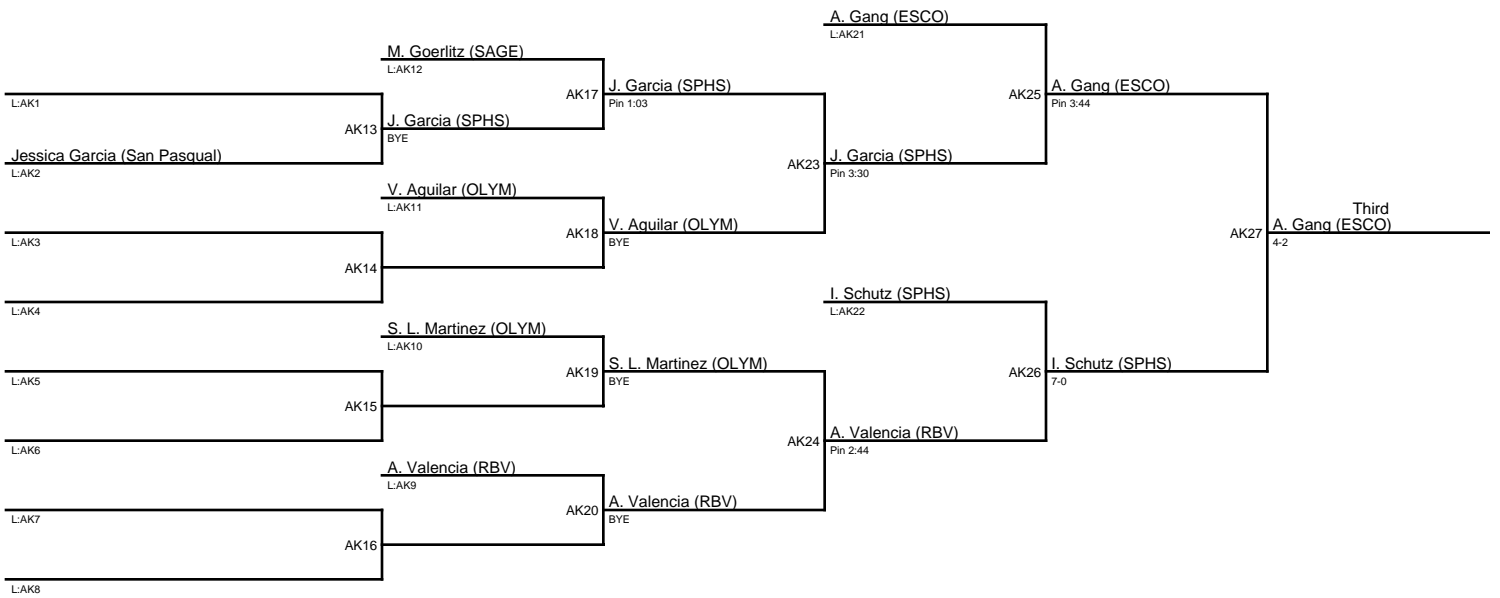 A. Gang (ESCO)
L:AK21
M. Goerlitz (SAGE)
L:AK12
AK17
J. Garcia (SPHS)
Pin 1:03
AK25
A. Gang (ESCO)
Pin 3:44
L:AK1
AK13
J. Garcia (SPHS)
BYE
Jessica Garcia (San Pasqual)
L:AK2
AK23
J. Garcia (SPHS)
Pin 3:30
V. Aguilar (OLYM)
L:AK11
AK18
V. Aguilar (OLYM)
BYE
Third
AK27
A. Gang (ESCO)
4-2
L:AK3
AK14
L:AK4
I. Schutz (SPHS)
L:AK22
S. L. Martinez (OLYM)
L:AK10
AK19
S. L. Martinez (OLYM)
BYE
AK26
I. Schutz (SPHS)
7-0
L:AK5
AK15
L:AK6
AK24
A. Valencia (RBV)
Pin 2:44
A. Valencia (RBV)
L:AK9
AK20
A. Valencia (RBV)
BYE
L:AK7
AK16
L:AK8